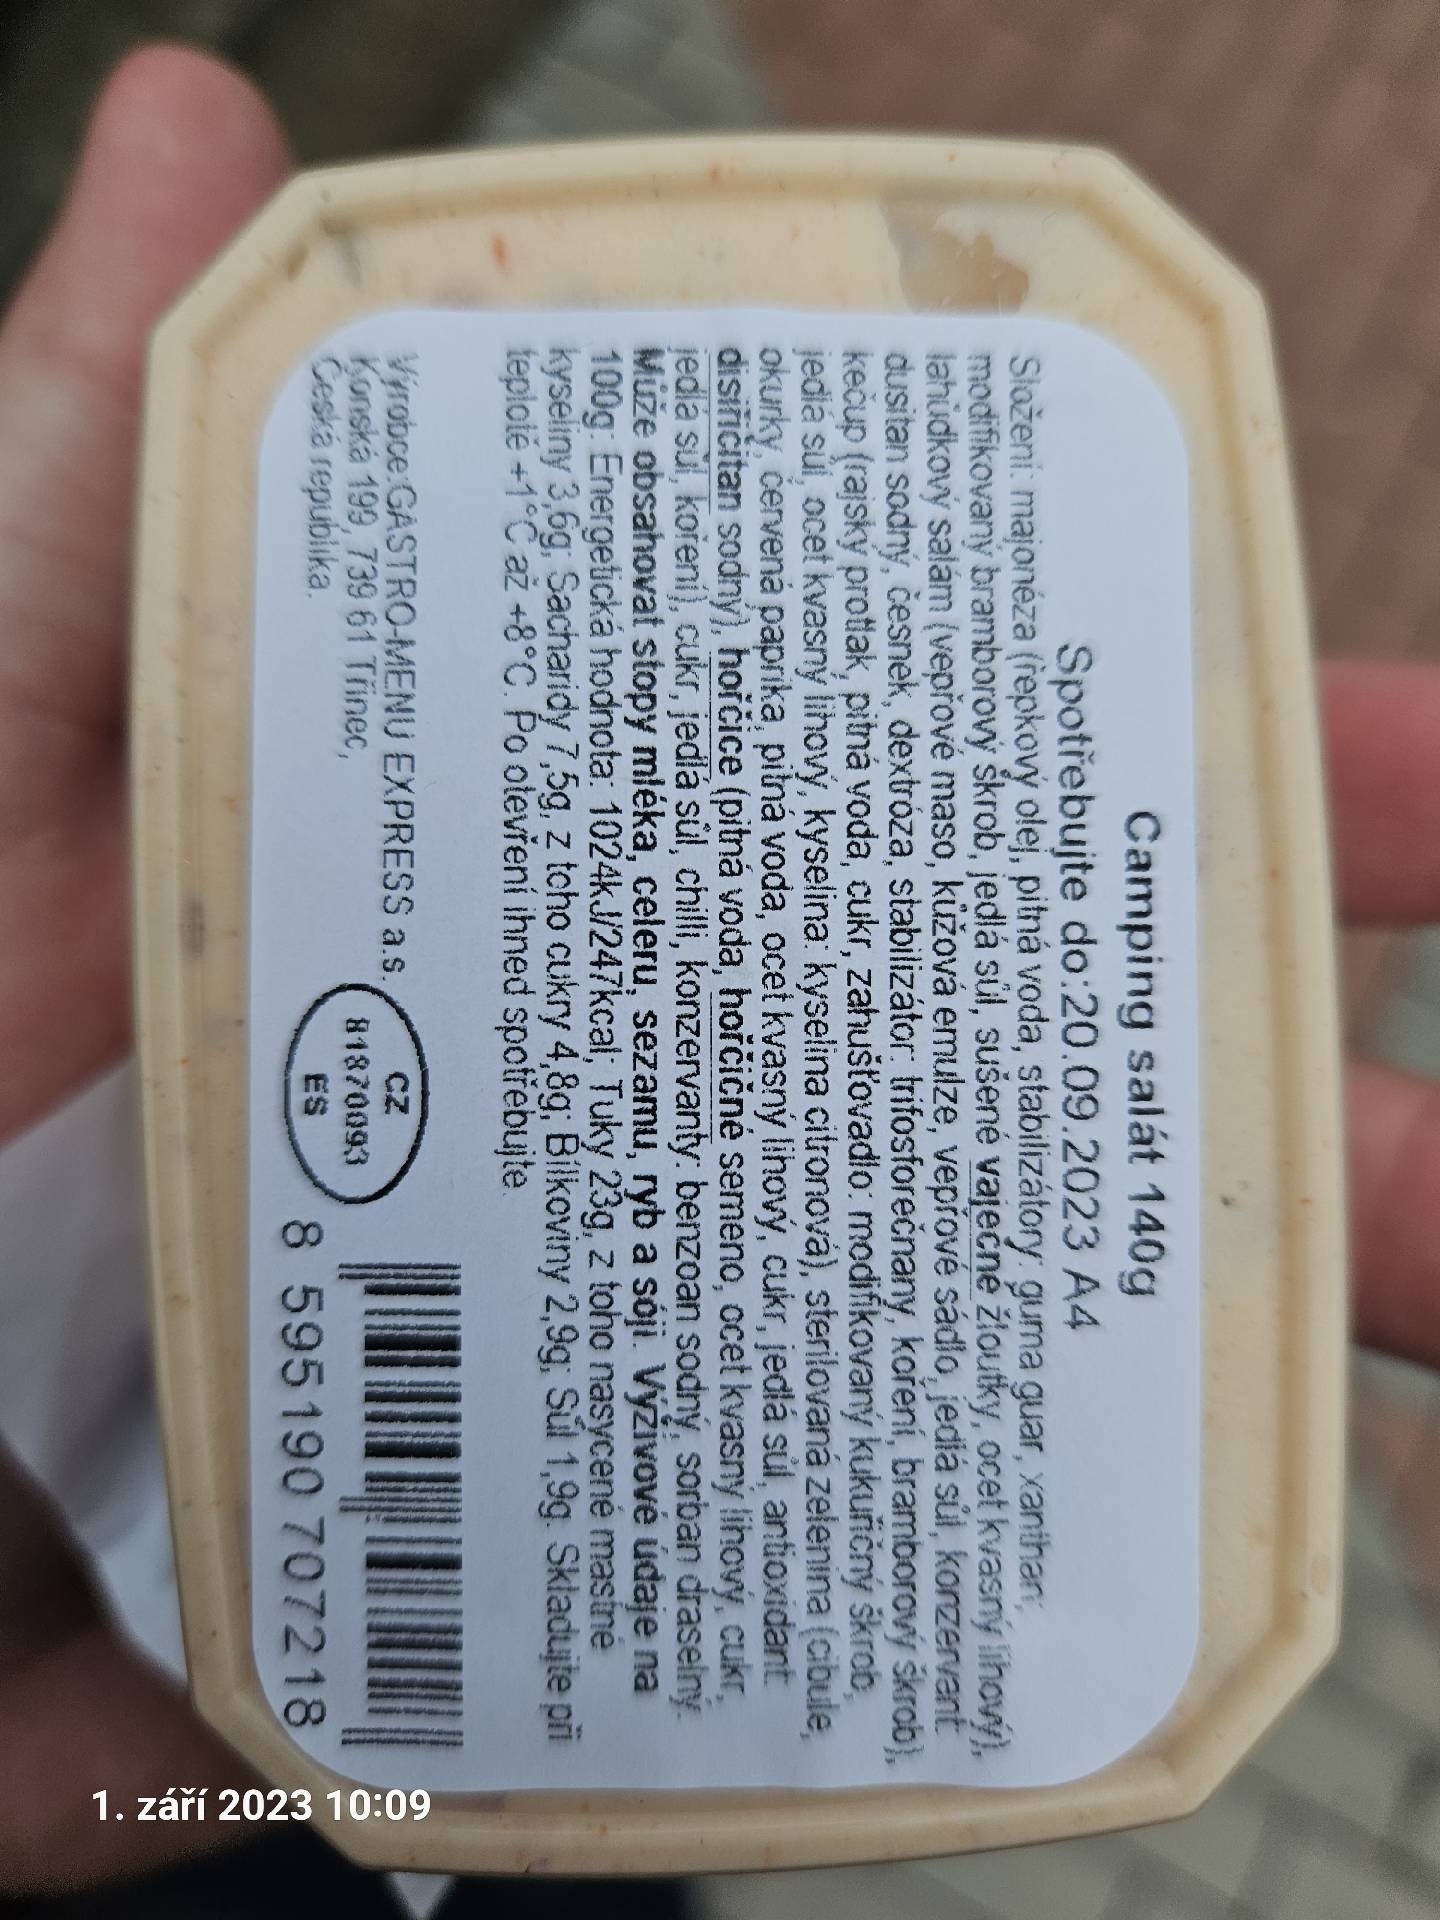 Camping salát 140g
Spotřebujte do:20.09.2023 A4
Složení: majonéza (řepkový olej, pitná voda, stabilizátory: guma guar, xanthan;
modifikovaný bramborový škrob, jedlá sůl, sušené vaječné žloutky, ocet kvasný lihový),
lahůdkový salám (vepřové maso, kůžová emulze, vepřové sádlo, jedlá sůl, konzervant:
dusitan sodný, česnek, dextróza, stabilizátor: trifosforečnany, koření, bramborový škrob),
kečup (rajský protlak, pitná voda, cukr, zahušťovadlo: modifikovaný kukuřičný škrob,
jedlá sůl, ocet kvasný lihový, kyselina: kyselina citronová), sterilovaná zelenina (cibule,
okurky, červená paprika, pitná voda, ocet kvasný lihový, cukr, jedlá sůl, antioxidant:
disiřičitan sodný), hořčice (pitná voda, hořčičné semeno, ocet kvasný lihový, cukr,
jedlá sůl, koření), cukr, jedlá sůl, chilli, konzervanty: benzoan sodný, sorban draselný.
Může obsahovat stopy mléka, celeru, sezamu, ryb a sóji. Výživové údaje na
100g: Energetická hodnota: 1024kJ/247kcal; Tuky 23g, z toho nasycené mastné
kyseliny 3,6g; Sacharidy 7,5g, z toho cukry 4,8g; Bílkoviny 2,9g; Sůl 1,9g. Skladujte při
teplotě +1°C až +8°C. Po otevření ihned spotřebujte.
Výrobce:GASTRO-MENU EXPRESS a.s.
Konská 199, 739 61 Třinec,
Česká republika.
CZ
81870093
ES
8 595190 707218
1. září 2023 10:09